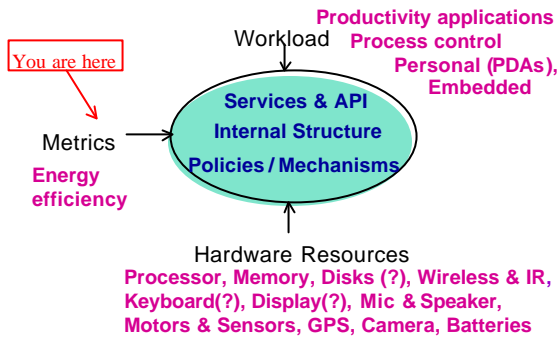 Productivity applications
Workload
Process control
You are here
Personal (PDAs),
Embedded
Services & API
Internal Structure
Metrics
Policies / Mechanisms
Energy
efficiency
Hardware Resources
Processor, Memory, Disks (?), Wireless & IR,
Keyboard(?), Display(?), Mic & Speaker,
Motors & Sensors, GPS, Camera, Batteries